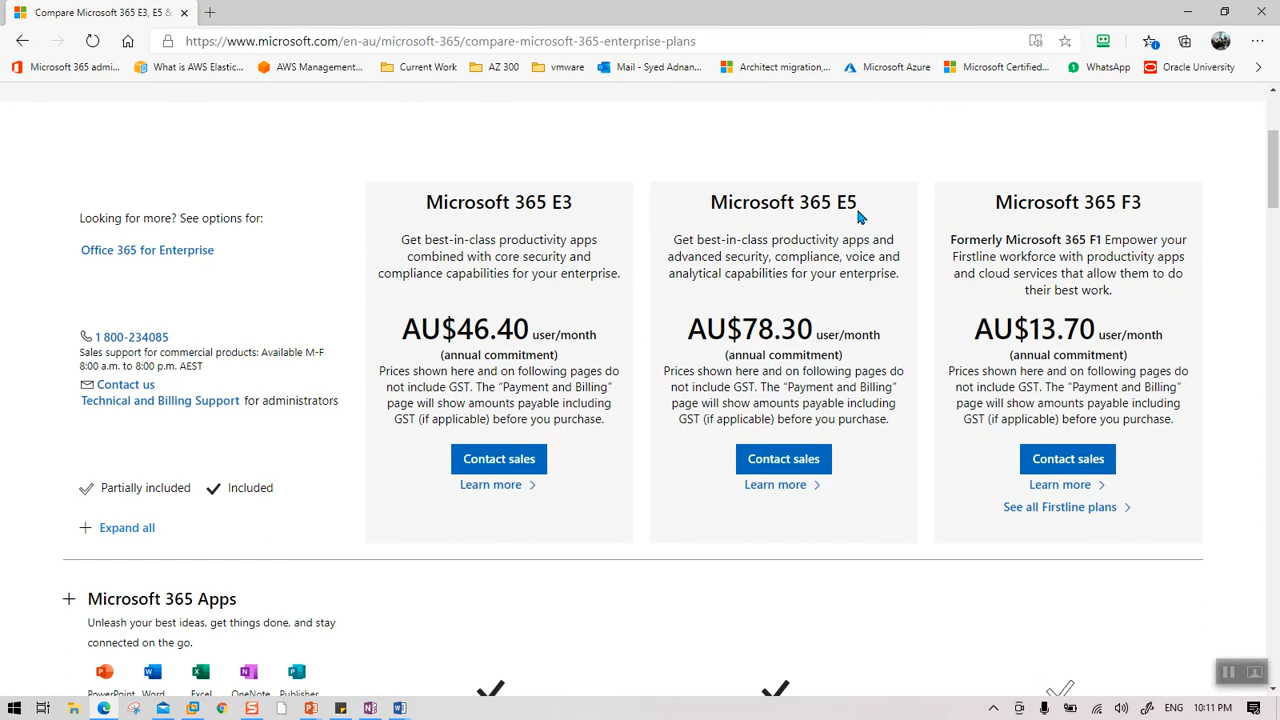 Compare Microsoft 365 E3, E5 &
https://www.microsoft.com/en-au/microsoft-365/compare-microsoft-365-enterprise-plans
Microsoft 365 admi...
What is AWS Elastic...
AWS Management...
Current Work
AZ 300
vmware
Mail - Syed Adnan...
Architect migration,...
Microsoft Azure
Microsoft Certified...
WhatsApp
Oracle University
Looking for more? See options for:
Office 365 for Enterprise
1 800-234085
Sales support for commercial products: Available M-F
8:00 a.m. to 8:00 p.m. AEST
Contact us
Technical and Billing Support for administrators
Partially included
Included
Expand all
Microsoft 365 E3
Get best-in-class productivity apps
combined with core security and
compliance capabilities for your enterprise.
AU$46.40 user/month
(annual commitment)
Prices shown here and on following pages do
not include GST. The “Payment and Billing”
page will show amounts payable including
GST (if applicable) before you purchase.
Contact sales
Learn more
Microsoft 365 E5
Get best-in-class productivity apps and
advanced security, compliance, voice and
analytical capabilities for your enterprise.
AU$78.30 user/month
(annual commitment)
Prices shown here and on following pages do
not include GST. The “Payment and Billing”
page will show amounts payable including
GST (if applicable) before you purchase.
Contact sales
Learn more
Microsoft 365 F3
Formerly Microsoft 365 F1 Empower your
Firstline workforce with productivity apps
and cloud services that allow them to do
their best work.
AU$13.70 user/month
(annual commitment)
Prices shown here and on following pages do
not include GST. The “Payment and Billing”
page will show amounts payable including
GST (if applicable) before you purchase.
Contact sales
Learn more
See all Firstline plans
Microsoft 365 Apps
Unleash your best ideas, get things done, and stay
connected on the go.
PowerPoint Word Excel OneNote Publisher
ENG 10:11 PM